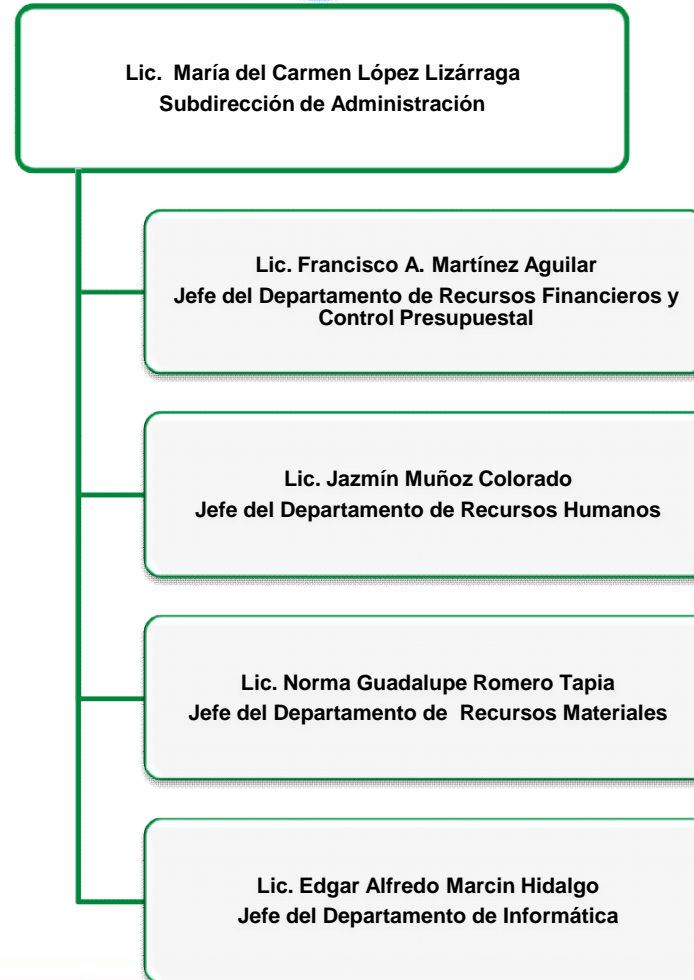 Lic. María del Carmen López Lizárraga
Subdirección de Administración
Lic. Francisco A. Martínez Aguilar
Jefe del Departamento de Recursos Financieros y
Control Presupuestal
Lic. Jazmín Muñoz Colorado
Jefe del Departamento de Recursos Humanos
Lic. Norma Guadalupe Romero Tapia
Jefe del Departamento de Recursos Materiales
Lic. Edgar Alfredo Marcin Hidalgo
Jefe del Departamento de Informática